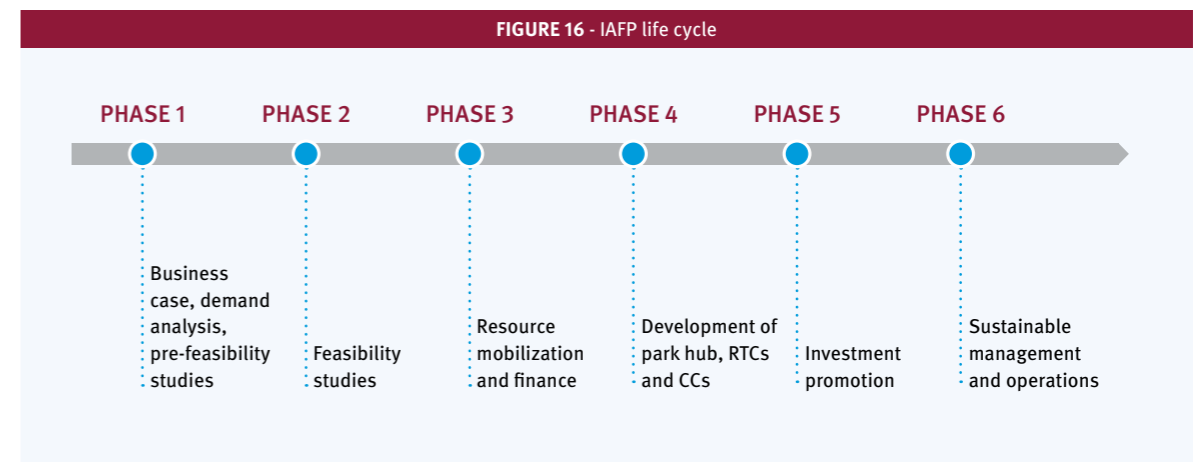 FIGURE 16 - IAFP life cycle
PHASE 1
PHASE 2
PHASE 3
PHASE 4
PHASE 5
PHASE 6
Business
case, demand
analysis,
pre-feasibility
studies
Feasibility
studies
Resource
mobilization
and finance
Development of
park hub, RTCs
and CCs
Investment
promotion
Sustainable
management
and operations